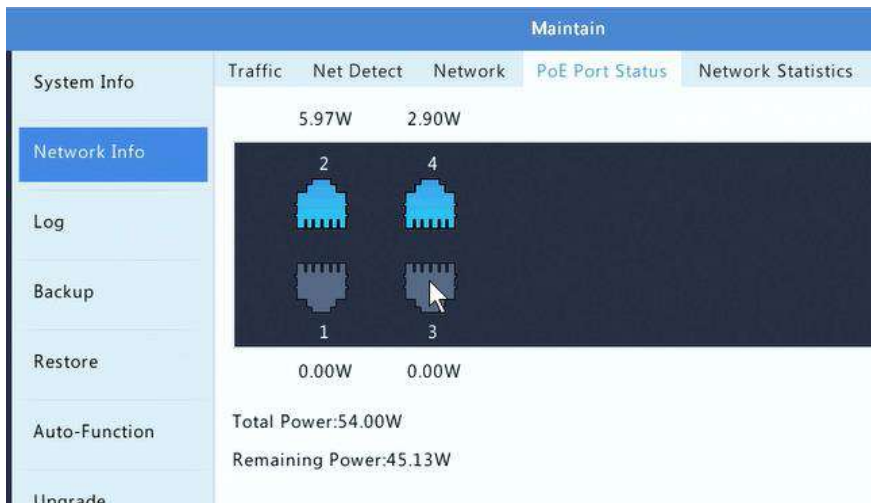 Maintain
System Info
Network Info
Log
Backup
Restore
Auto-Function
Upgrade
Traffic Net Detect Network PoE Port Status Network Statistics
5.97W 2.90W
2 4
1 3
0.00W 0.00W
Total Power:54.00W
Remaining Power:45.13W